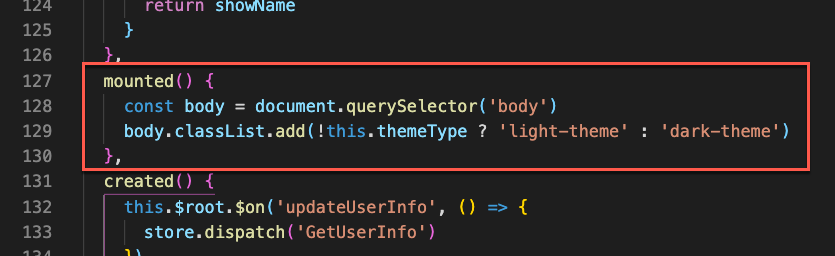 124 return showName
125 }
126 },
127 mounted() {
128 const body = document.querySelector('body')
129 body.classList.add(!this.themeType ? 'light-theme' : 'dark-theme')
130 },
131 created() {
132 this.$root.$on('updateUserInfo', () => {
133 store.dispatch('GetUserInfo')
134 })